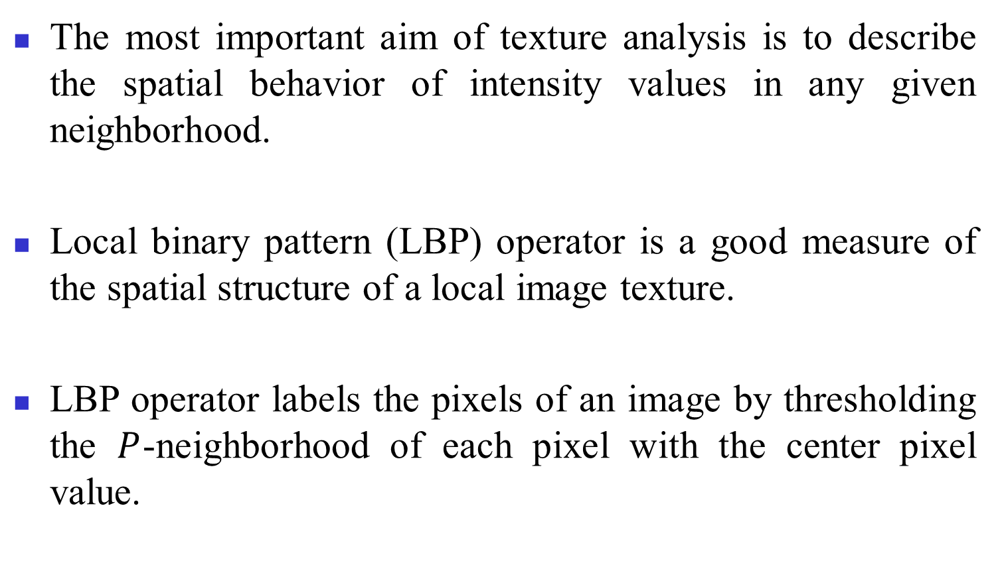 The most important aim of texture analysis is to describe
the spatial behavior of intensity values in any given
neighborhood.
Local binary pattern (LBP) operator is a good measure of
the spatial structure of a local image texture.
LBP operator labels the pixels of an image by thresholding
the P-neighborhood of each pixel with the center pixel
value.